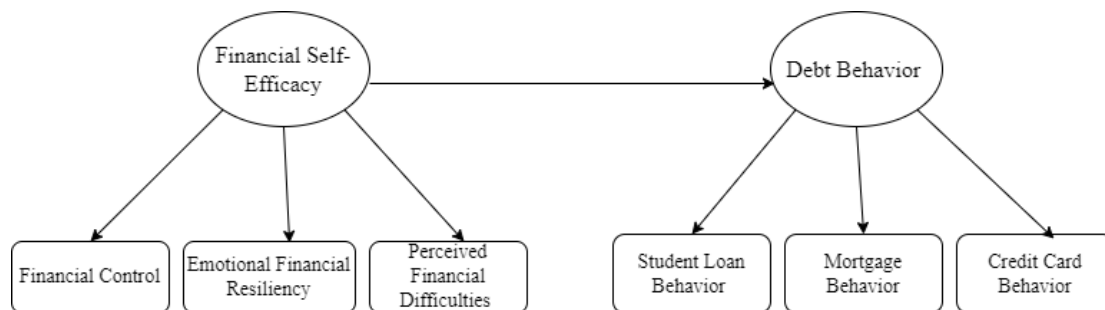 Financial Self-
Efficacy
Debt Behavior
Financial Control
Emotional Financial
Resiliency
Perceived
Financial
Difficulties
Student Loan
Behavior
Mortgage
Behavior
Credit Card
Behavior